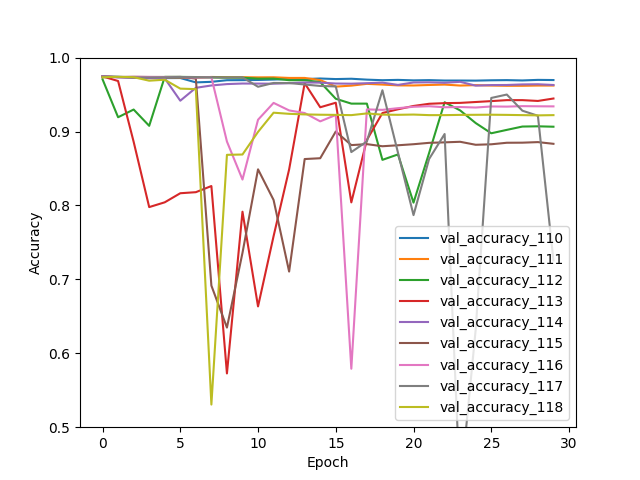 1.0
0.9
0.8
0.7
0.6
0.5
Accuracy
val_accuracy_110
val_accuracy_111
val_accuracy_112
val_accuracy_113
val_accuracy_114
val_accuracy_115
val_accuracy_116
val_accuracy_117
val_accuracy_118
0 5 10 15 20 25 30
Epoch